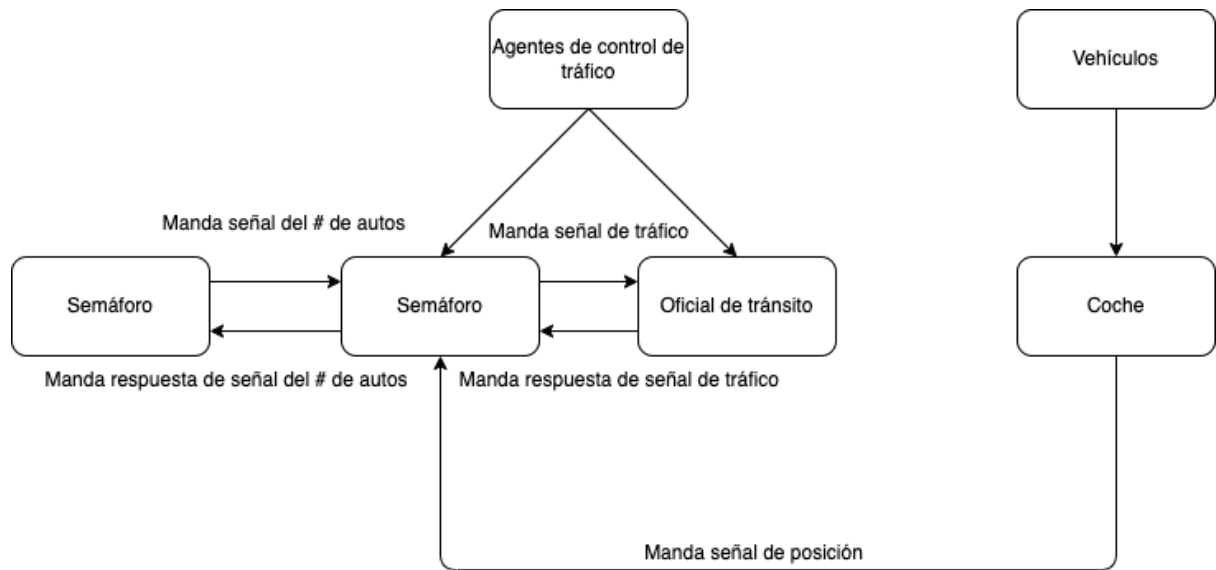 Agentes de control de
tráfico
Vehículos
Manda señal del # de autos
Manda señal de tráfico
Semáforo
Semáforo
Oficial de tránsito
Coche
Manda respuesta de señal del # de autos
Manda respuesta de señal de tráfico
Manda señal de posición